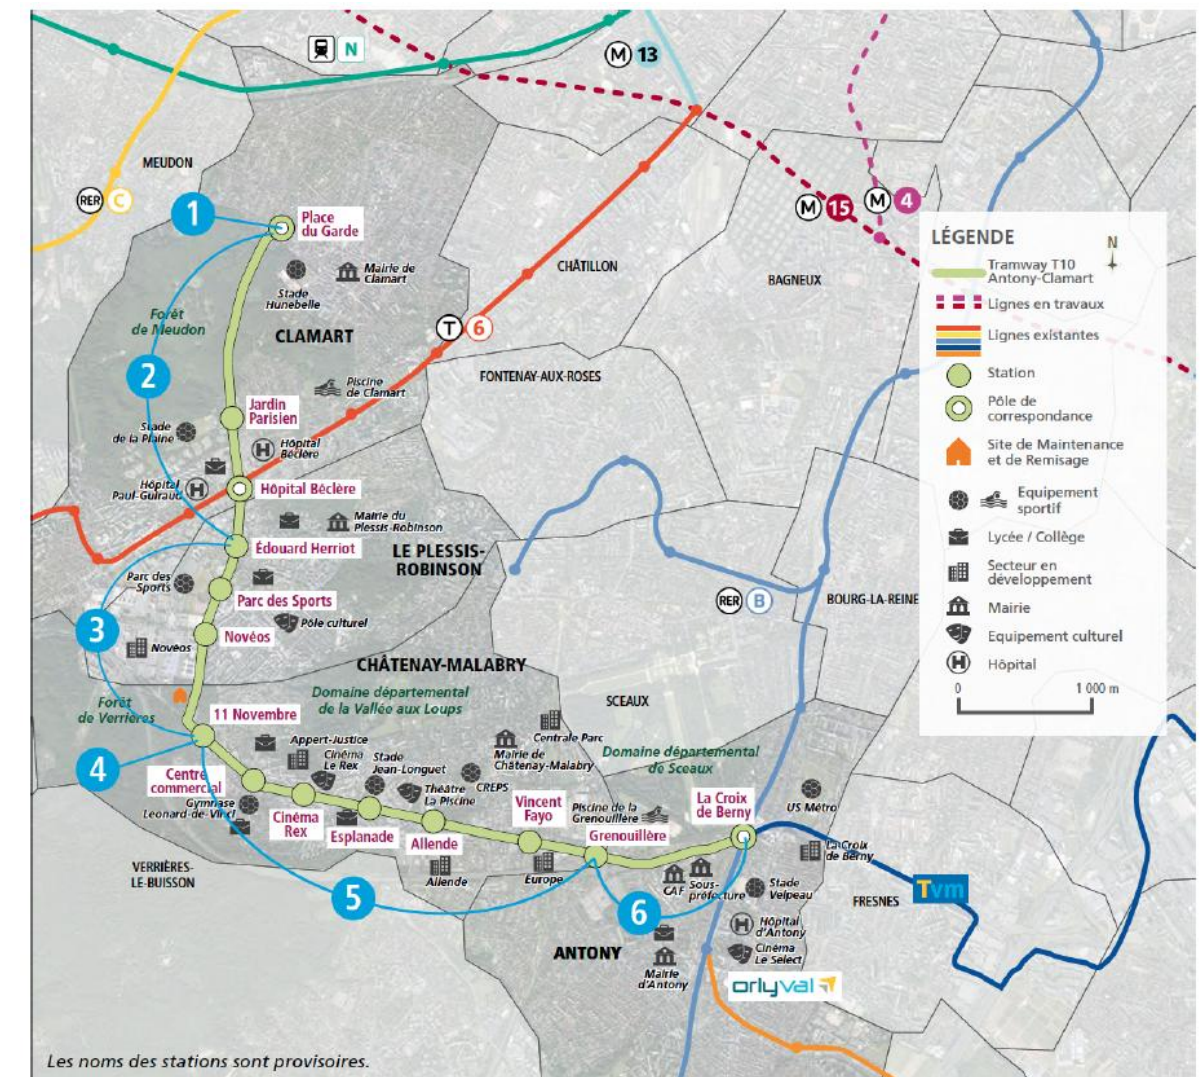 N
M 13
MEUDON
RER C
1
Place
du Garde
M 15
M 4
Mairie de
Clamart
Stade
Hunebelle
CHÂTILLON
BAGNEUX
Forêt
de Meudon
CLAMART
T 6
2
Piscine
de Clamart
FONTENAY-AUX-ROSES
Jardin
Parisien
Stade
de la Plaine
Hôpital
Béclère
Hôpital
Paul-Guiraud
Hôpital Béclère
Mairie du
Plessis-Robinson
Édouard Herriot
LE PLESSIS-
ROBINSON
Parc des
Sports
Parc des Sports
RER B
BOURG-LA-REINE
3
Pôle culturel
Novéos
Novéos
CHÂTENAY-MALABRY
Forêt
de Verrières
Domaine départemental
de la Vallée aux Loups
SCEAUX
11 Novembre
Centrale Parc
Appert-Justice
Cinéma
Le Rex
Stade
Jean-Longuet
Mairie de
Châtenay-Malabry
Domaine départemental
de Sceaux
4
Centre
commercial
Théâtre
La Piscine
CREPS
Gymnase
Leonard-de-Vinci
Cinéma
Rex
Esplanade
Allende
Vincent
Fayo
Piscine de la
Grenouillère
Grenouillère
La Croix
de Berny
US Métro
La Croix
de Berny
VERRIÈRES-
LE-BUISSON
Allende
Europe
CAF
Sous-
préfecture
Stade
Velpeau
5
6
FRESNES
Tvm
Hôpital
d'Antony
ANTONY
Cinéma
Le Select
Mairie
d'Antony
orlyval
LÉGENDE
N
Tramway T10
Antony-Clamart
Lignes en travaux
Lignes existantes
Station
Pôle de
correspondance
Site de Maintenance
et de Remisage
Equipement
sportif
Lycée / Collège
Secteur en
développement
Mairie
Equipement culturel
H Hôpital
0 1 000 m
Les noms des stations sont provisoires.